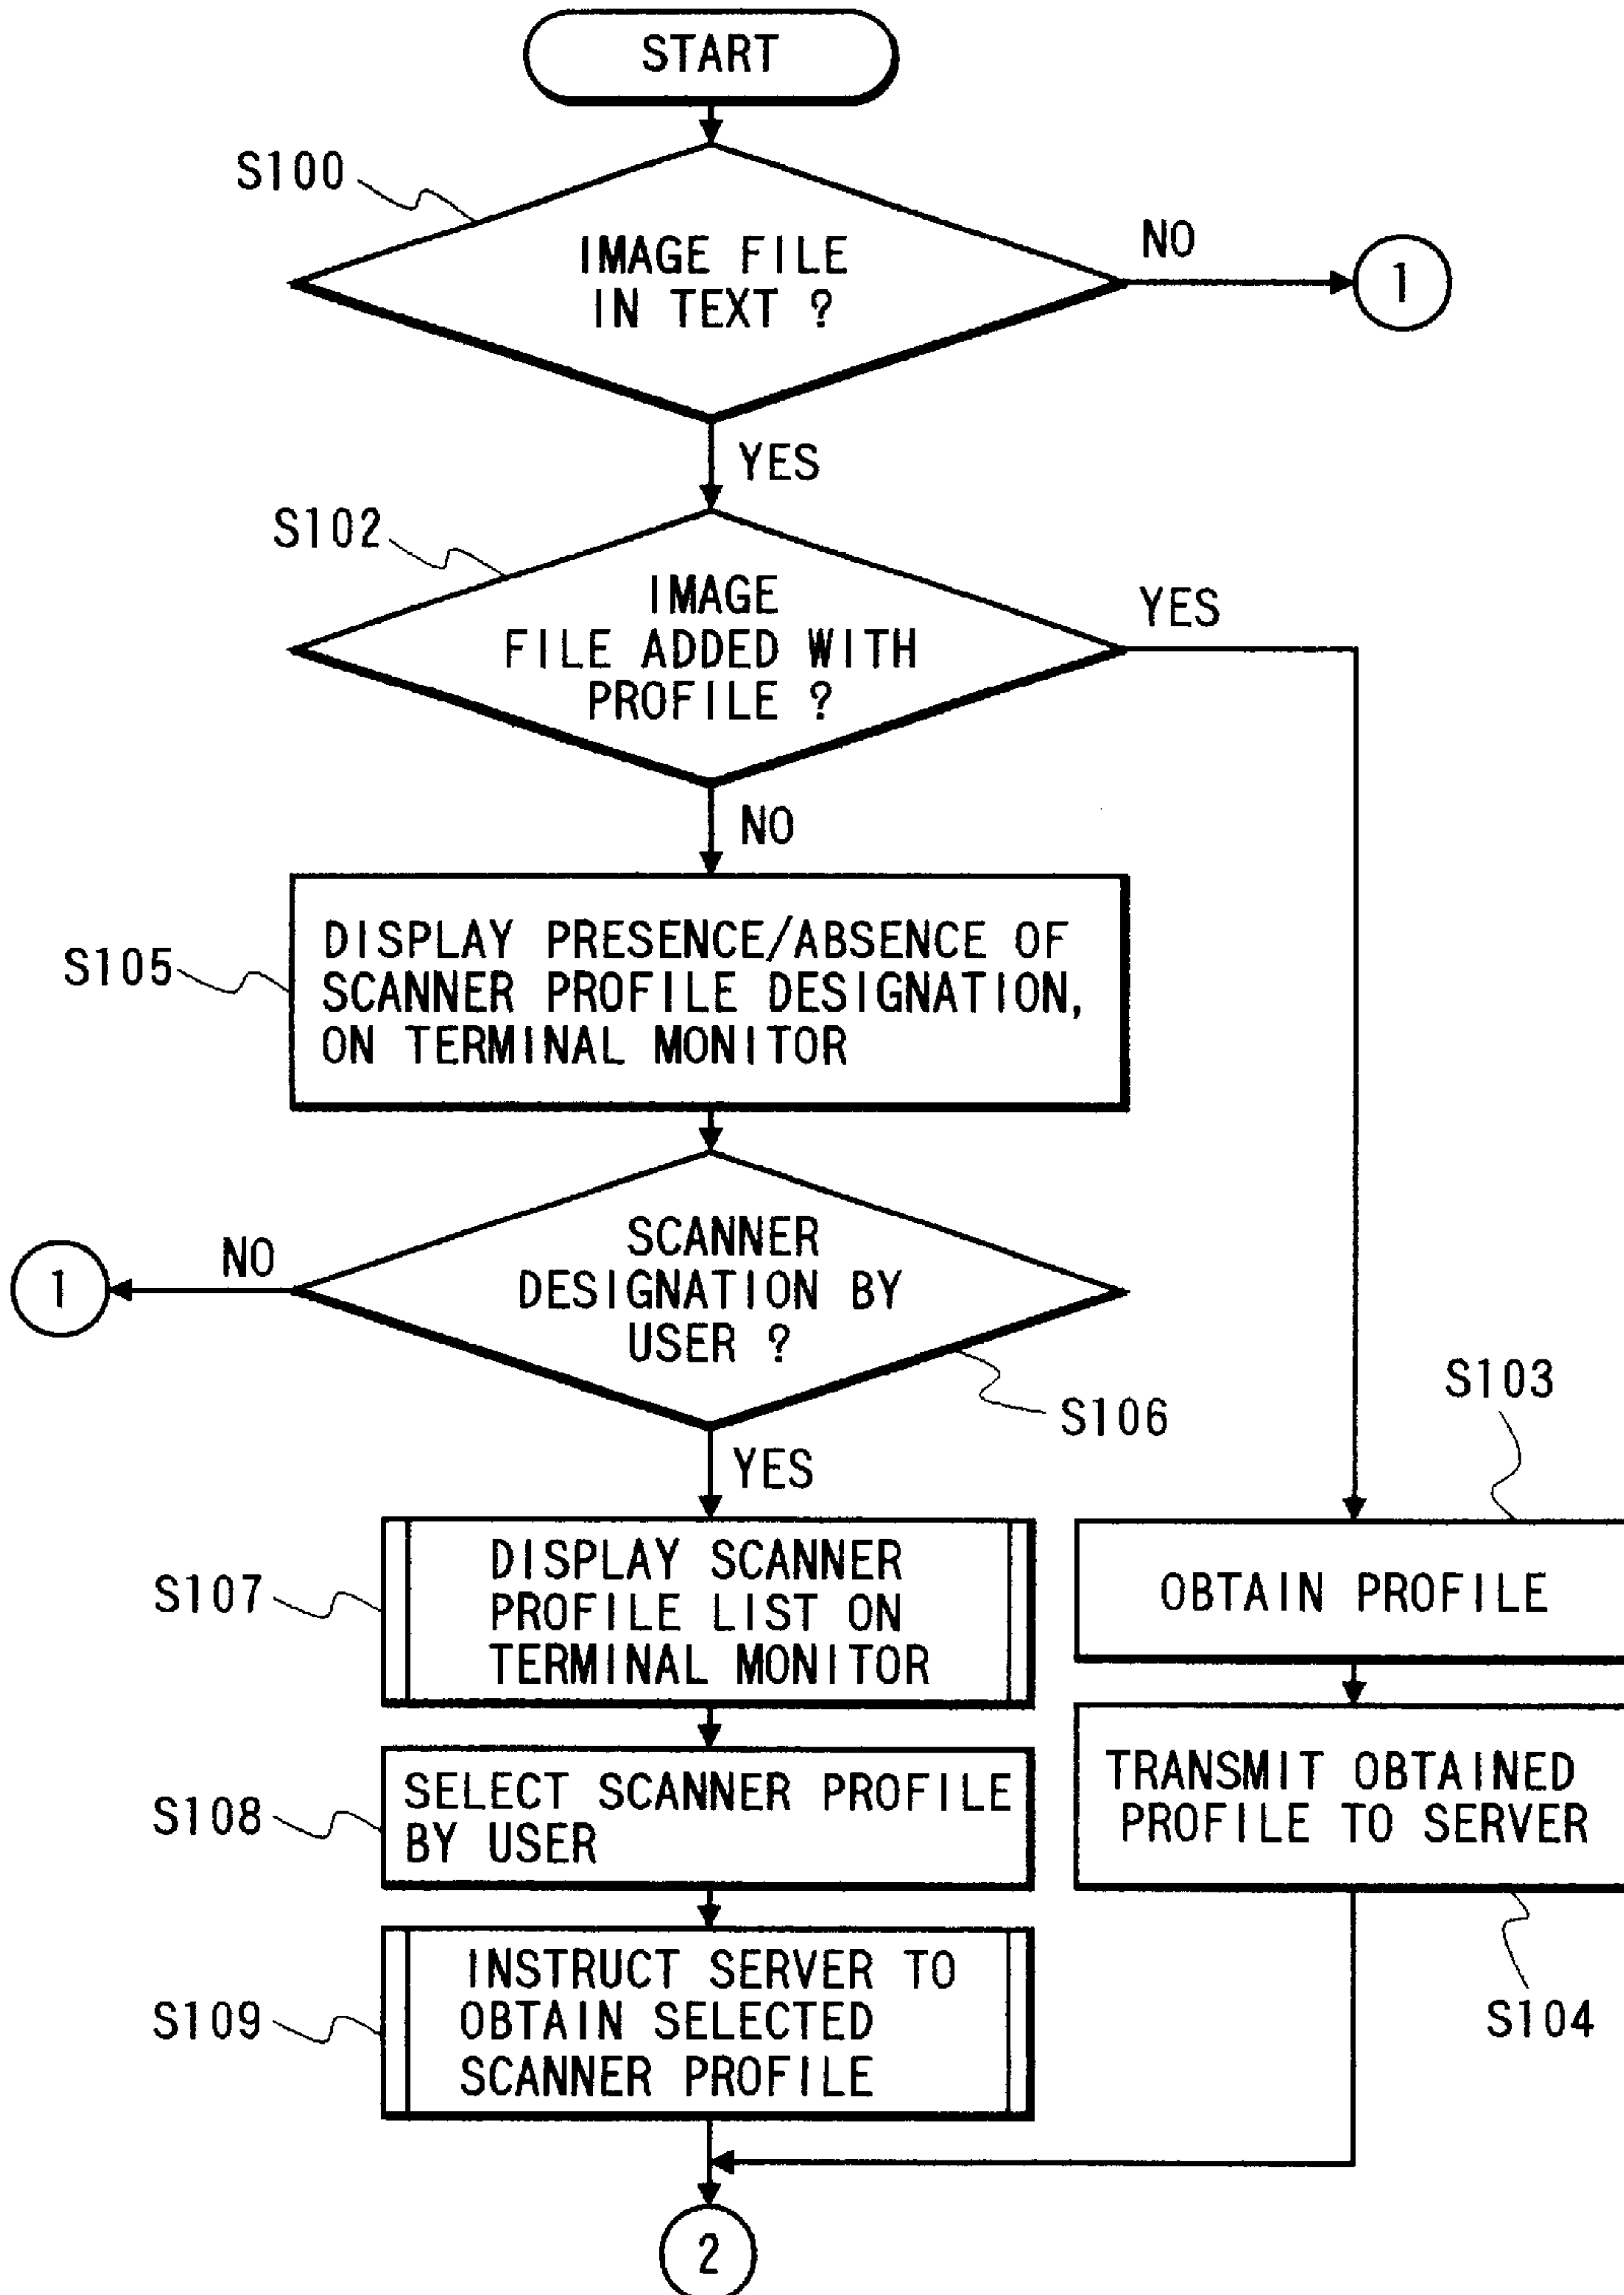 START
S100
IMAGE FILE
IN TEXT ?
NO
1
YES
S102
IMAGE
FILE ADDED WITH
PROFILE ?
YES
NO
S105
DISPLAY PRESENCE/ABSENCE OF
SCANNER PROFILE DESIGNATION,
ON TERMINAL MONITOR
1
NO
SCANNER
DESIGNATION BY
USER ?
S106
YES
S103
S107
DISPLAY SCANNER
PROFILE LIST ON
TERMINAL MONITOR
OBTAIN PROFILE
S108
SELECT SCANNER PROFILE
BY USER
TRANSMIT OBTAINED
PROFILE TO SERVER
S109
INSTRUCT SERVER TO
OBTAIN SELECTED
SCANNER PROFILE
S104
2